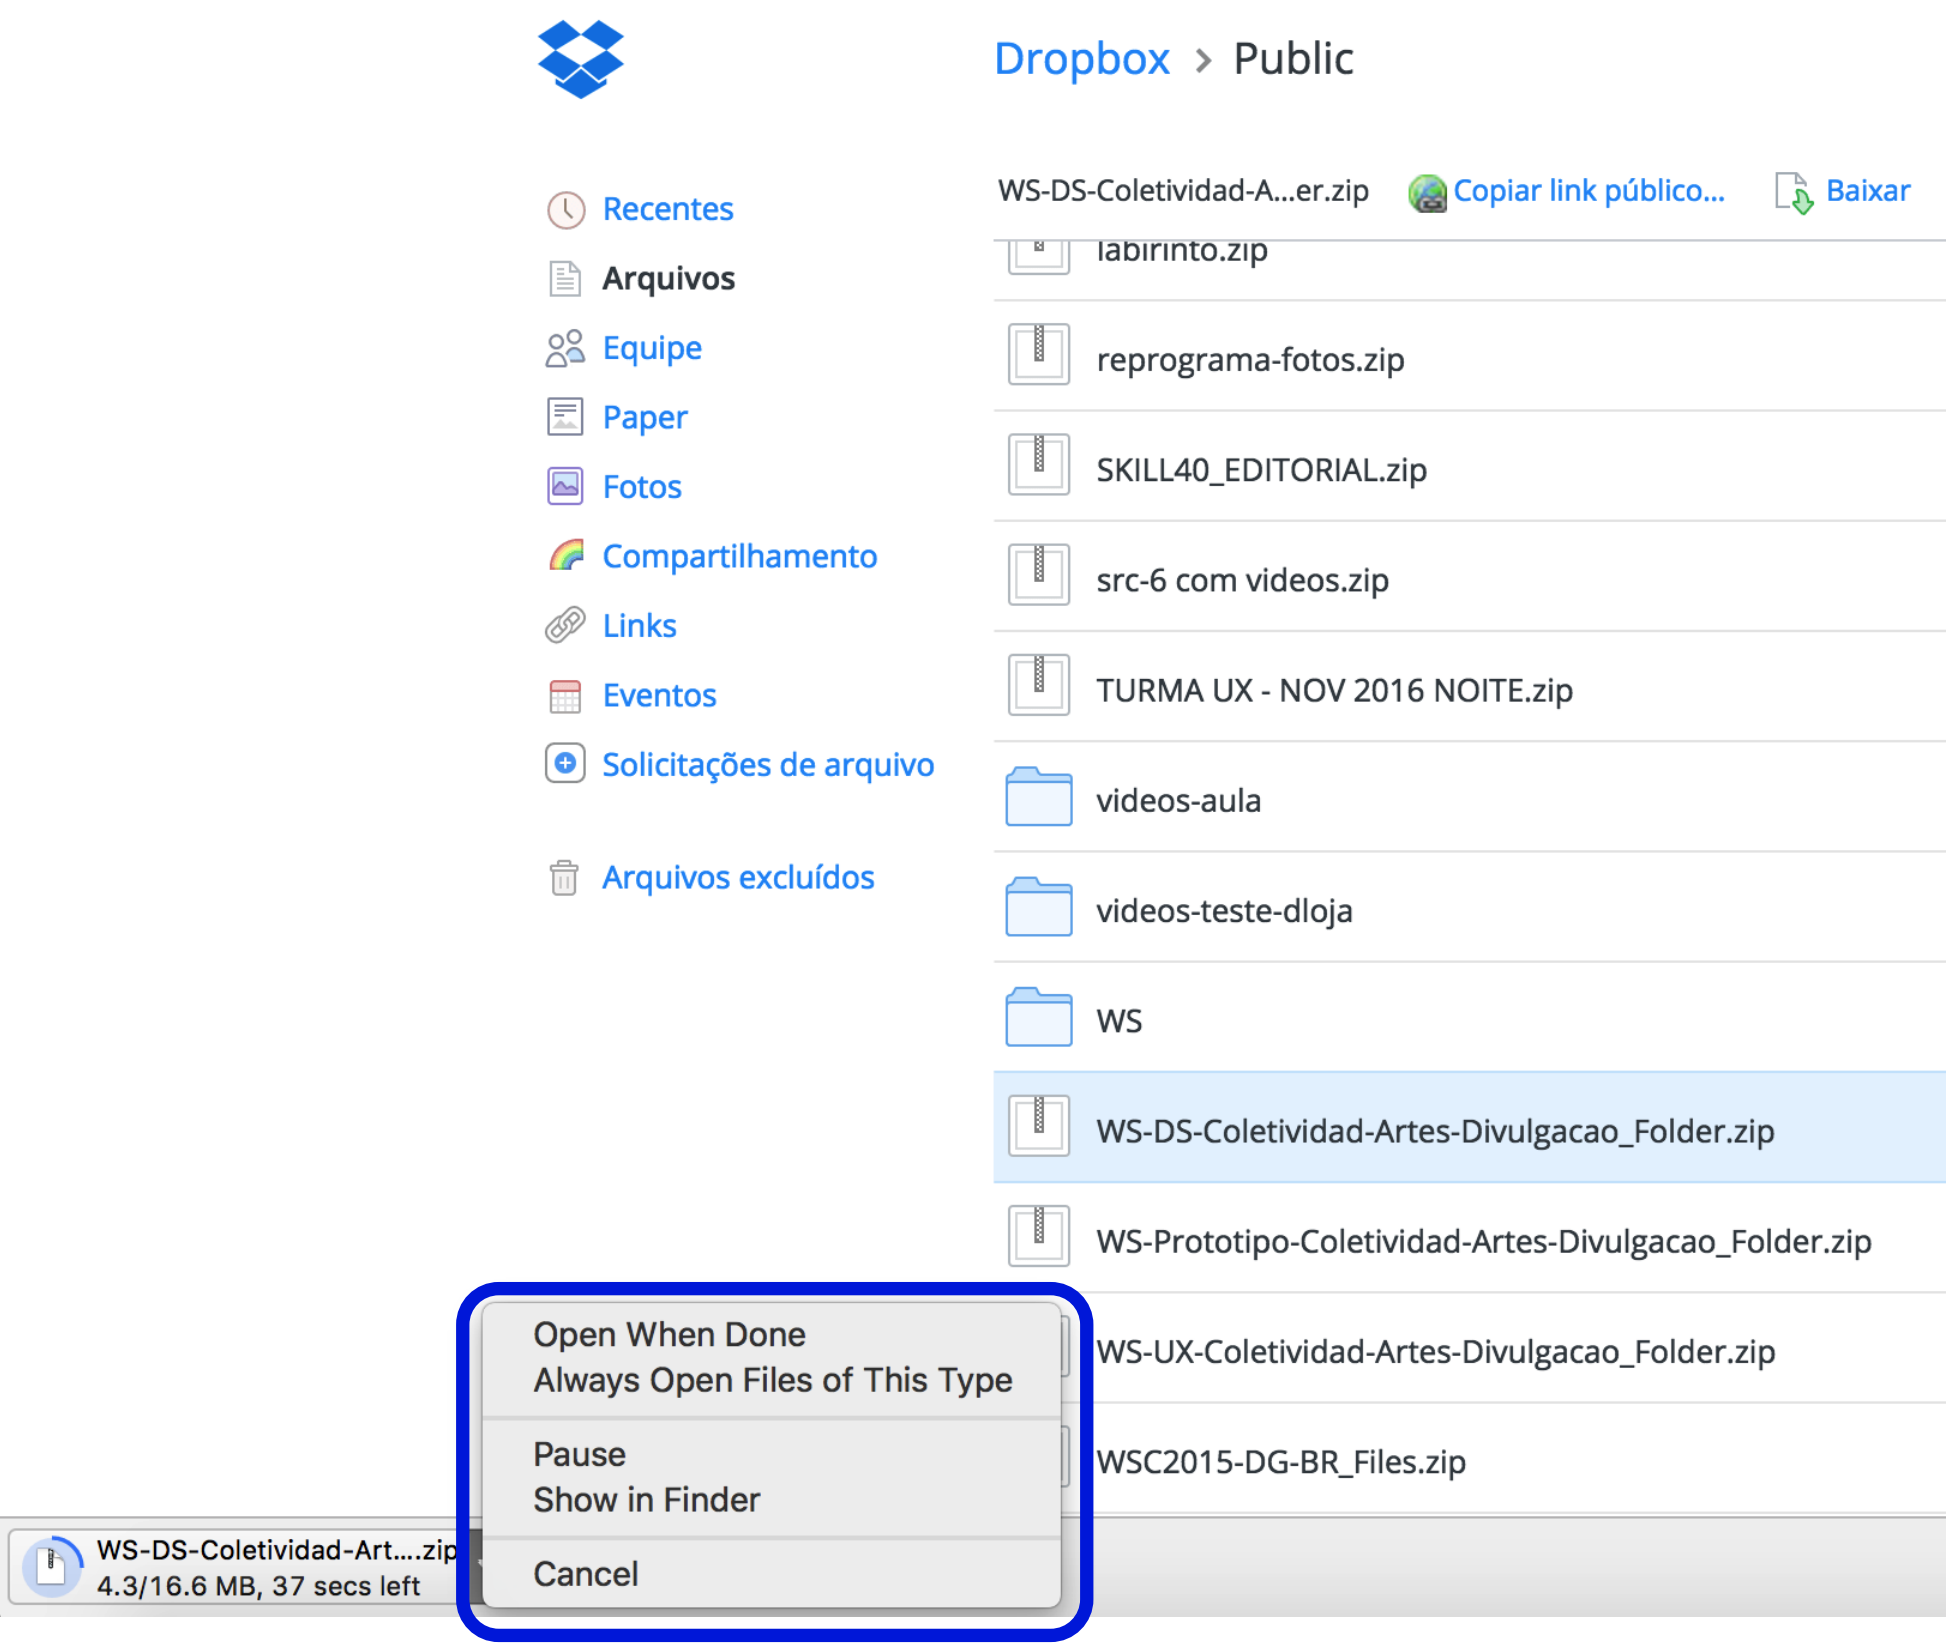 Dropbox > Public
Recentes
Arquivos
Equipe
Paper
Fotos
Compartilhamento
Links
Eventos
Solicitações de arquivo
Arquivos excluídos
WS-DS-Coletividad-A...er.zip Copiar link público... Baixar
labirinto.zip
reprograma-fotos.zip
SKILL40_EDITORIAL.zip
src-6 com videos.zip
TURMA UX - NOV 2016 NOITE.zip
videos-aula
videos-teste-dloja
WS
WS-DS-Coletividad-Artes-Divulgacao_Folder.zip
WS-Prototipo-Coletividad-Artes-Divulgacao_Folder.zip
WS-UX-Coletividad-Artes-Divulgacao_Folder.zip
WSC2015-DG-BR_Files.zip
Open When Done
Always Open Files of This Type
Pause
Show in Finder
Cancel
WS-DS-Coletividad-Art....zip
4.3/16.6 MB, 37 secs left